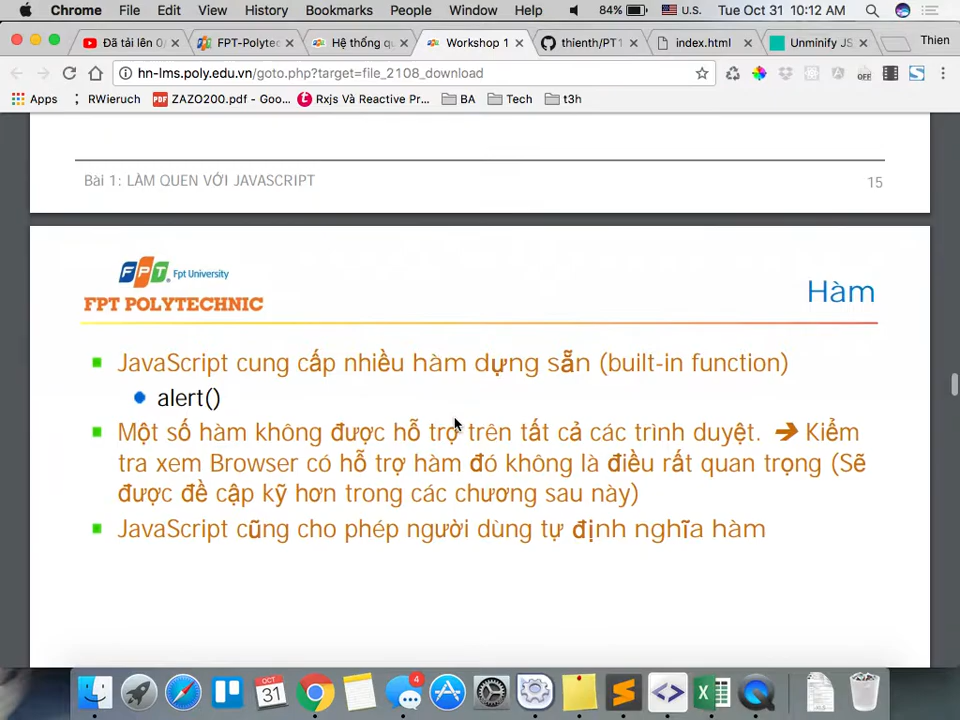 Chrome File Edit View History Bookmarks People Window Help 84% U.S. Tue Oct 31 10:12 AM
Đã tải lên 0/ FPT-Polytec Hệ thống qu Workshop 1 thienth/PT1 index.html Unminify JS Thien
hn-lms.poly.edu.vn/goto.php?target=file_2108_download OFF
Apps RWieruch PDF ZAZO200.pdf - Goo... Rxjs Và Reactive Pr... BA Tech t3h
Bài 1: LÀM QUEN VỚI JAVASCRIPT 15
FPT Fpt University
FPT POLYTECHNIC
Hàm
JavaScript cung cấp nhiều hàm dựng sẵn (built-in function)
alert()
Một số hàm không được hỗ trợ trên tất cả các trình duyệt. ➔ Kiểm
tra xem Browser có hỗ trợ hàm đó không là điều rất quan trọng (Sẽ
được đề cập kỹ hơn trong các chương sau này)
JavaScript cũng cho phép người dùng tự định nghĩa hàm
OCT
31
4